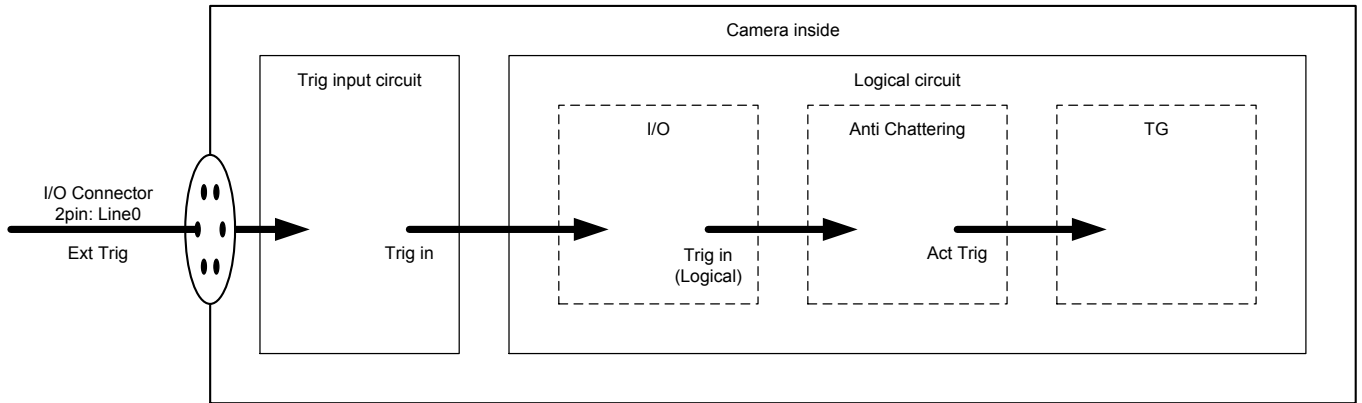 Camera inside
Trig input circuit
Logical circuit
I/O
Anti Chattering
TG
I/O Connector
2pin: Line0
Ext Trig
Trig in
Trig in
(Logical)
Act Trig